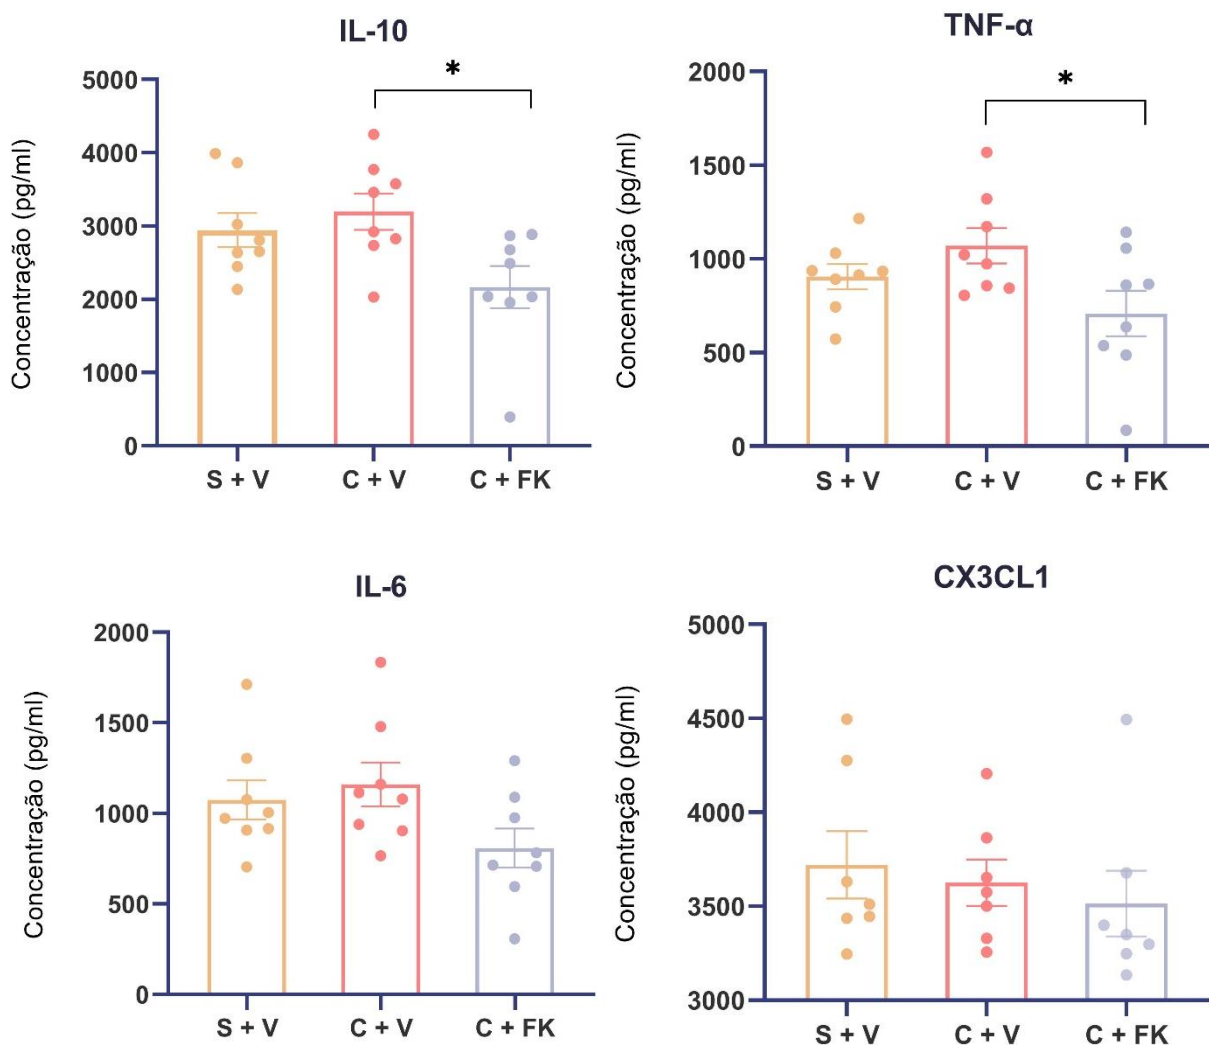 IL-10
*
Concentração (pg/ml)
5000
4000
3000
2000
1000
0
S + V
C + V
C + FK
TNF-α
*
Concentração (pg/ml)
2000
1500
1000
500
0
S + V
C + V
C + FK
IL-6
Concentração (pg/ml)
2000
1500
1000
500
0
S + V
C + V
C + FK
CX3CL1
Concentração (pg/ml)
5000
4500
4000
3500
3000
S + V
C + V
C + FK